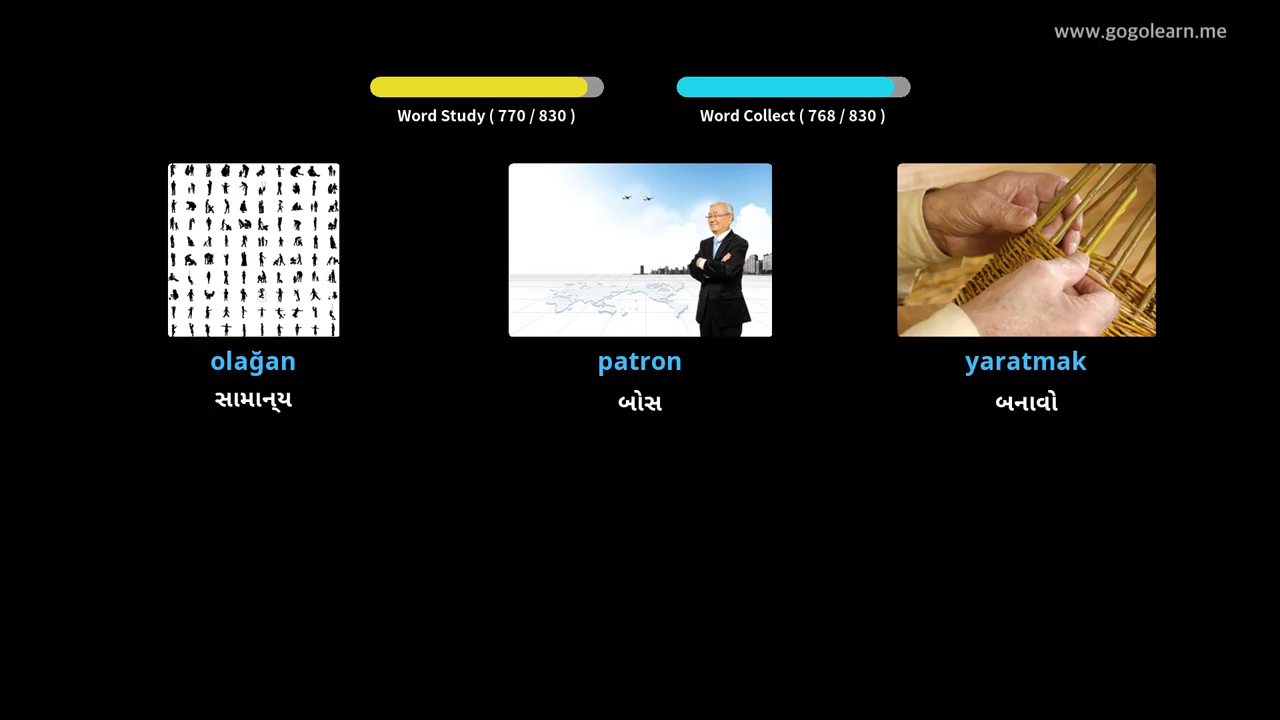 www.gogolearn.me
Word Study ( 770 / 830 )
Word Collect ( 768 / 830 )
olağan
patron
yaratmak
સામાન્ય
બોસ
બનાવો